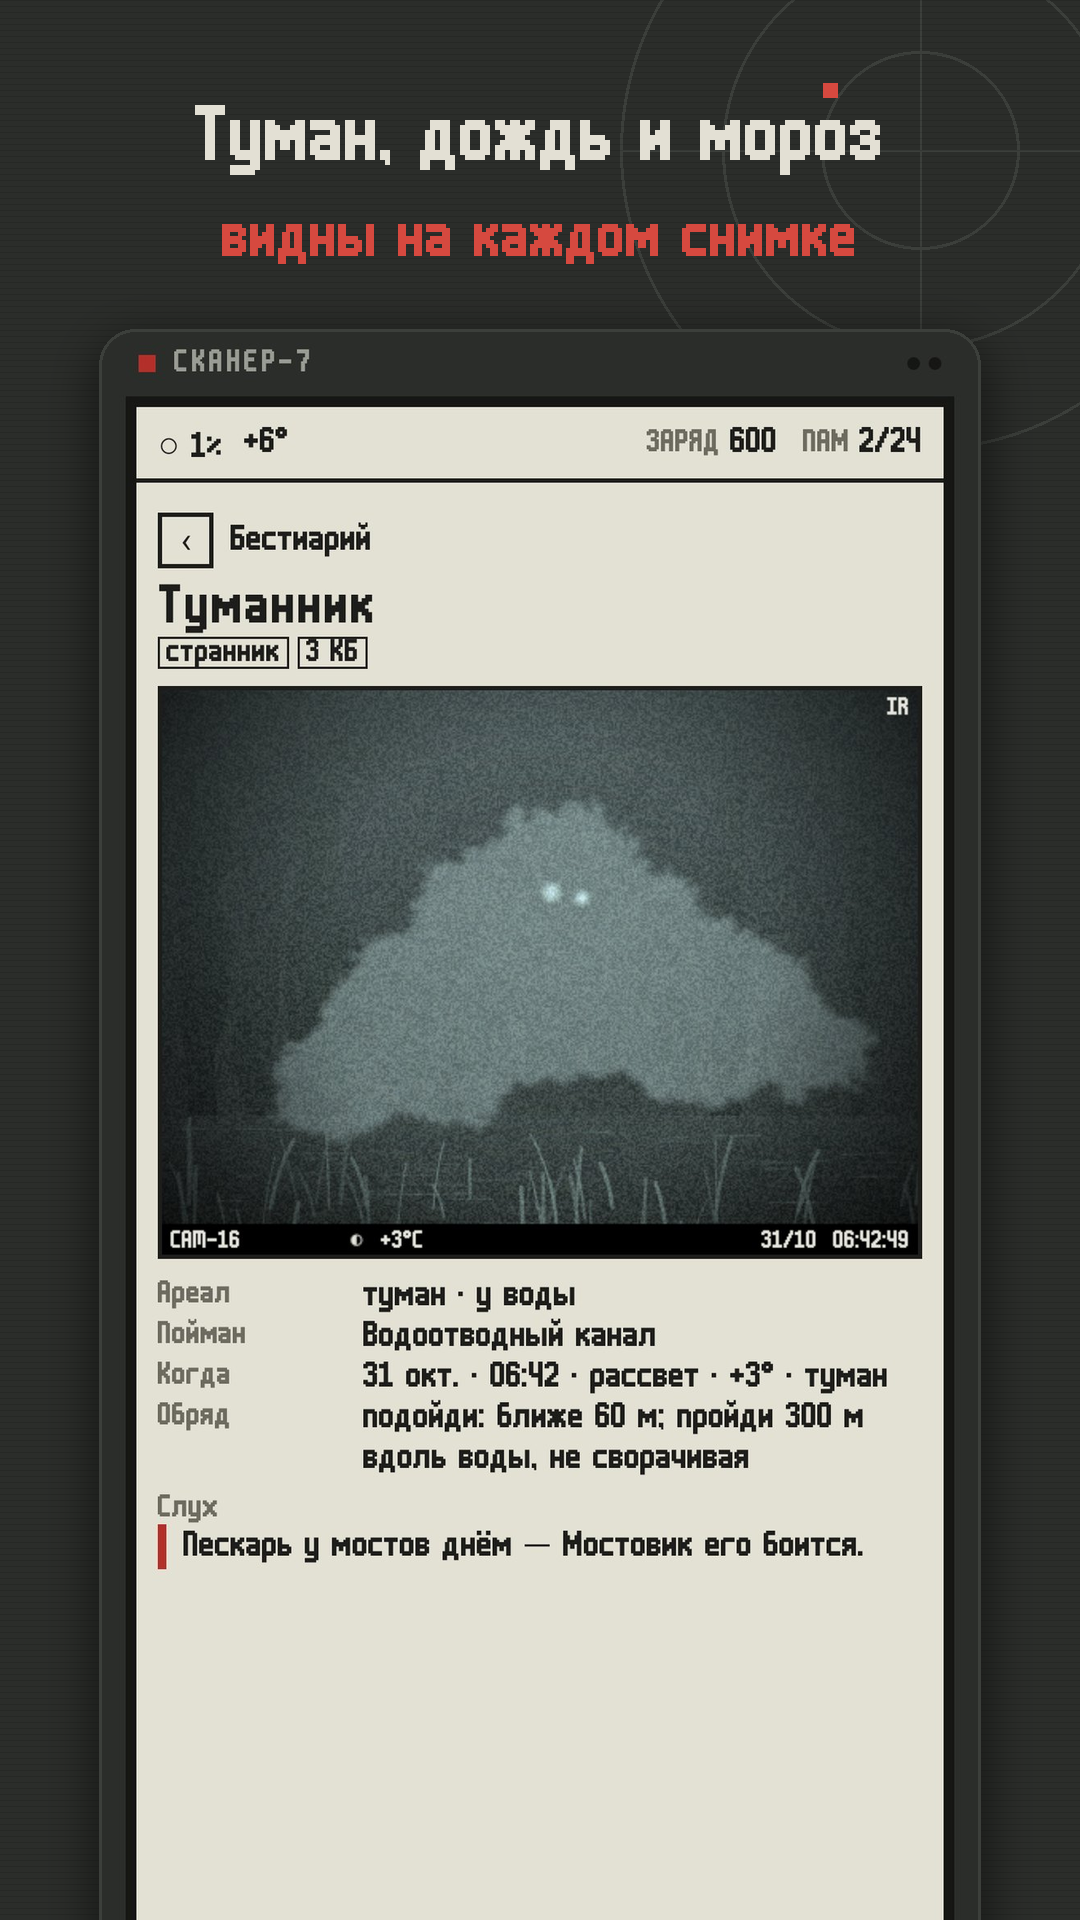 Туман, дождь и мороз
видны на каждом снимке
СКАНЕР-7
1% +6° ЗАРЯД 600 ПАМ 2/24
‹ Бестиарий
Туманник
странник 3 КБ
IR
CAM-16 +3°C 31/10 06:42:49
Ареал туман · у воды
Пойман Водоотводный канал
Когда 31 окт. · 06:42 · рассвет · +3° · туман
Обряд подойди: ближе 60 м; пройди 300 м
вдоль воды, не сворачивая
Слух
Пескарь у мостов днём — Мостовик его боится.